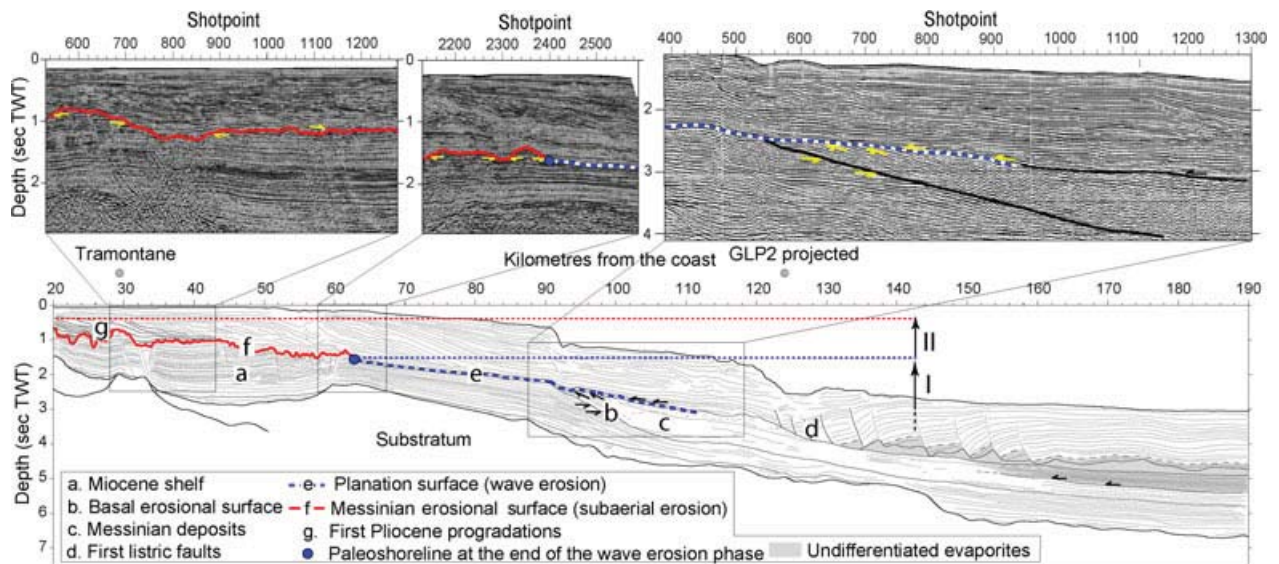 Shotpoint
600 700 800 900 1000 1100 1200
Shotpoint
2200 2300 2400 2500
Shotpoint
400 500 600 700 800 900 1000 1100 1200 1300
Depth (sec TWT)
0
1
2
0
1
2
2
3
4
Tramontane
Kilometres from the coast
GLP2 projected
20 30 40 50 60 70 80 90 100 110 120 130 140 150 160 170 180 190
Depth (sec TWT)
0
1
2
3
4
5
6
7
g
f
a
e
b
c
d
II
I
Substratum
a. Miocene shelf
b. Basal erosional surface
c. Messinian deposits
d. First listric faults
e Planation surface (wave erosion)
f Messinian erosional surface (subaerial erosion)
g. First Pliocene progradations
Paleoshoreline at the end of the wave erosion phase
Undifferentiated evaporites